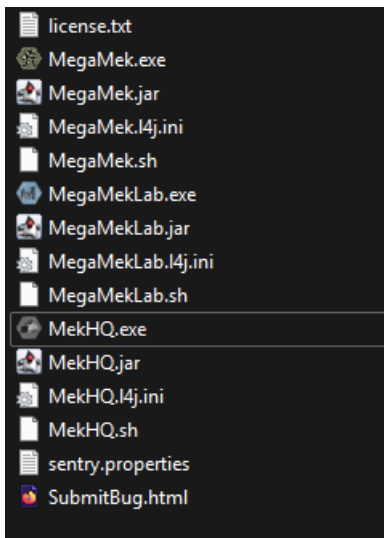 license.txt
MegaMek.exe
MegaMek.jar
MegaMek.l4j.ini
MegaMek.sh
MegaMekLab.exe
MegaMekLab.jar
MegaMekLab.l4j.ini
MegaMekLab.sh
MekHQ.exe
MekHQ.jar
MekHQ.l4j.ini
MekHQ.sh
sentry.properties
SubmitBug.html